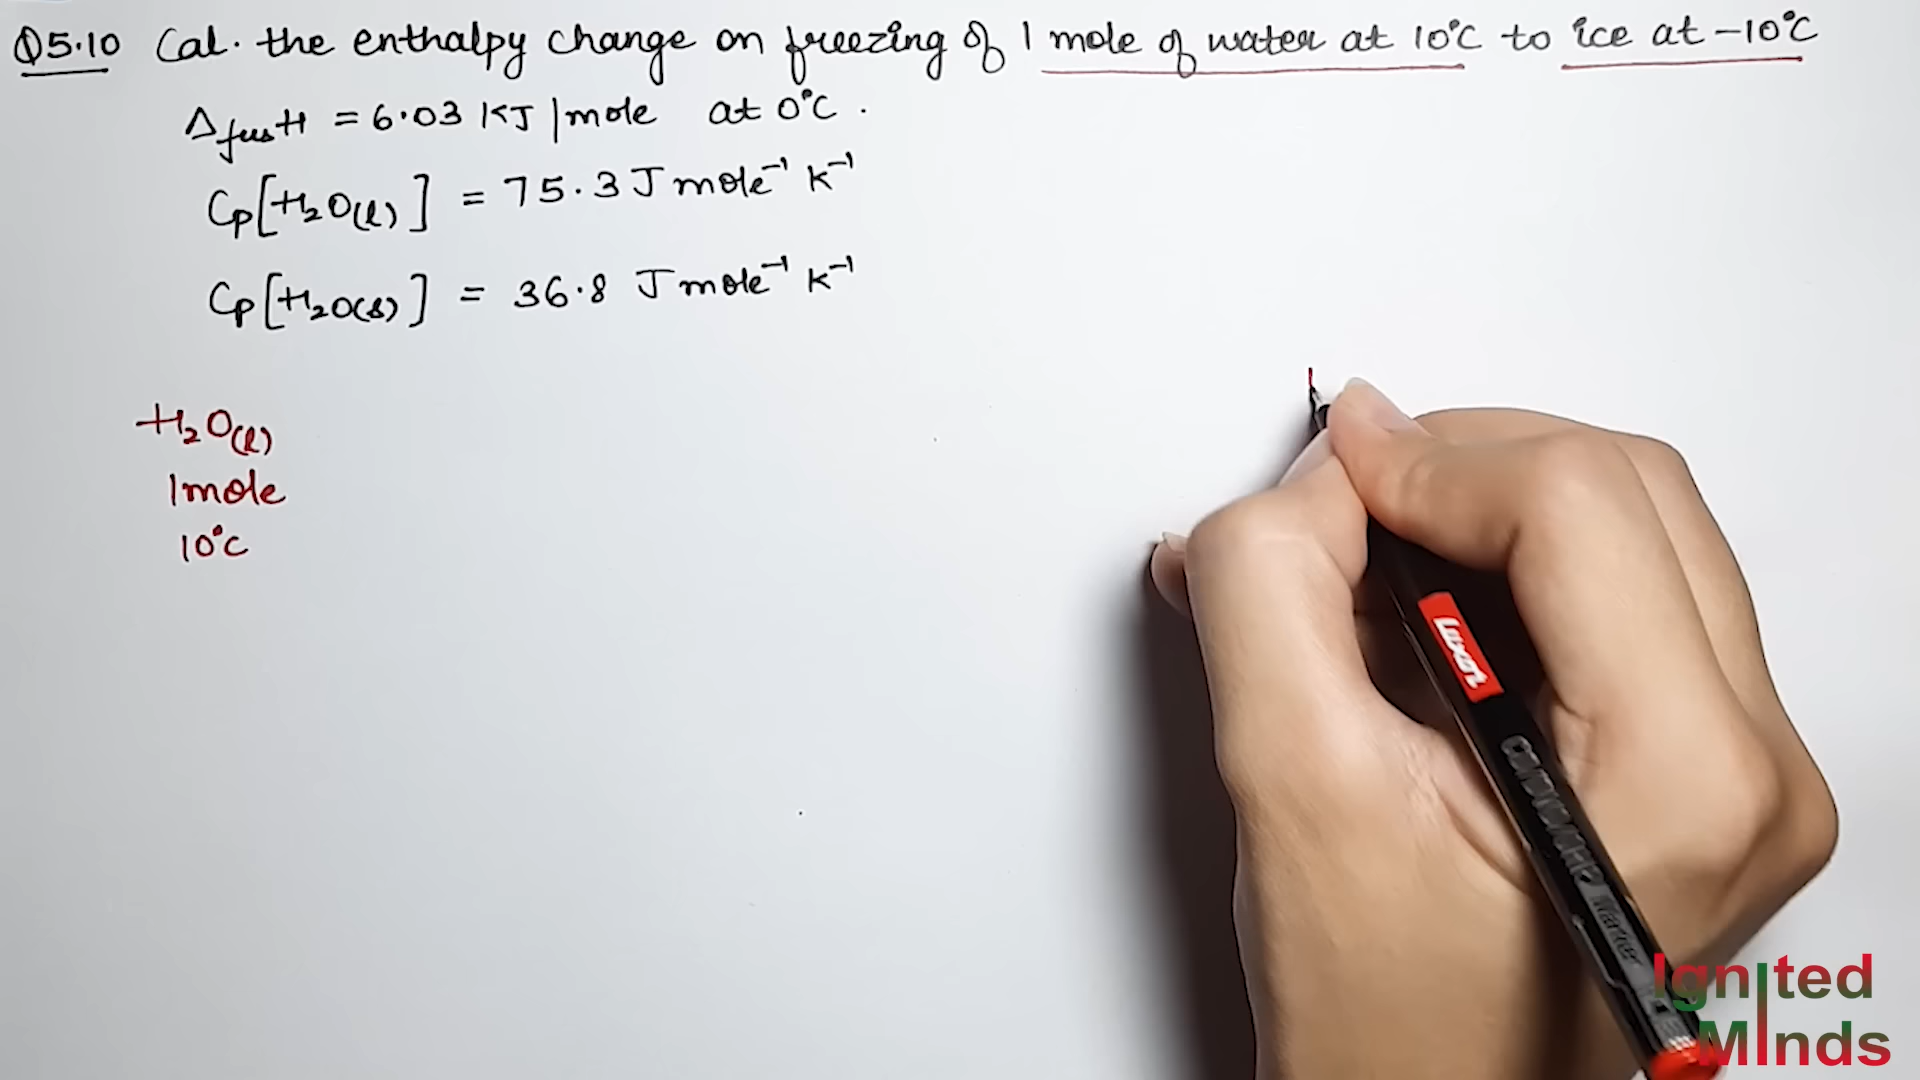 Q5.10 Cal. the enthalpy change on freezing of 1 mole of water at 10°C to ice at -10°C
ΔfusH = 6.03 KJ/mole at 0°C.
Cp[H₂O(l)] = 75.3 J mole⁻¹ K⁻¹
Cp[H₂O(s)] = 36.8 J mole⁻¹ K⁻¹
H₂O(l)
1 mole
10°C
Luxor
Ignited
Minds